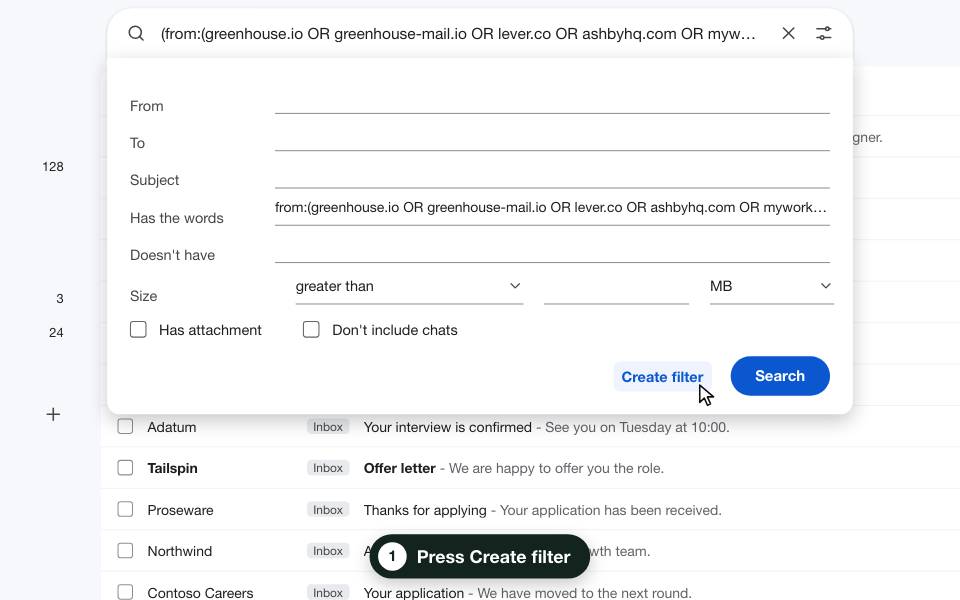 (from:(greenhouse.io OR greenhouse-mail.io OR lever.co OR ashbyhq.com OR myw…
From
gner.
To
128
Subject
Has the words from:(greenhouse.io OR greenhouse-mail.io OR lever.co OR ashbyhq.com OR mywork…
Doesn't have
Size greater than MB
3
Has attachment Don't include chats
24
Create filter Search
Adatum Inbox Your interview is confirmed - See you on Tuesday at 10:00.
Tailspin Inbox Offer letter - We are happy to offer you the role.
Proseware Inbox Thanks for applying - Your application has been received.
Northwind Inbox wth team.
1 Press Create filter
Contoso Careers Inbox Your application - We have moved to the next round.